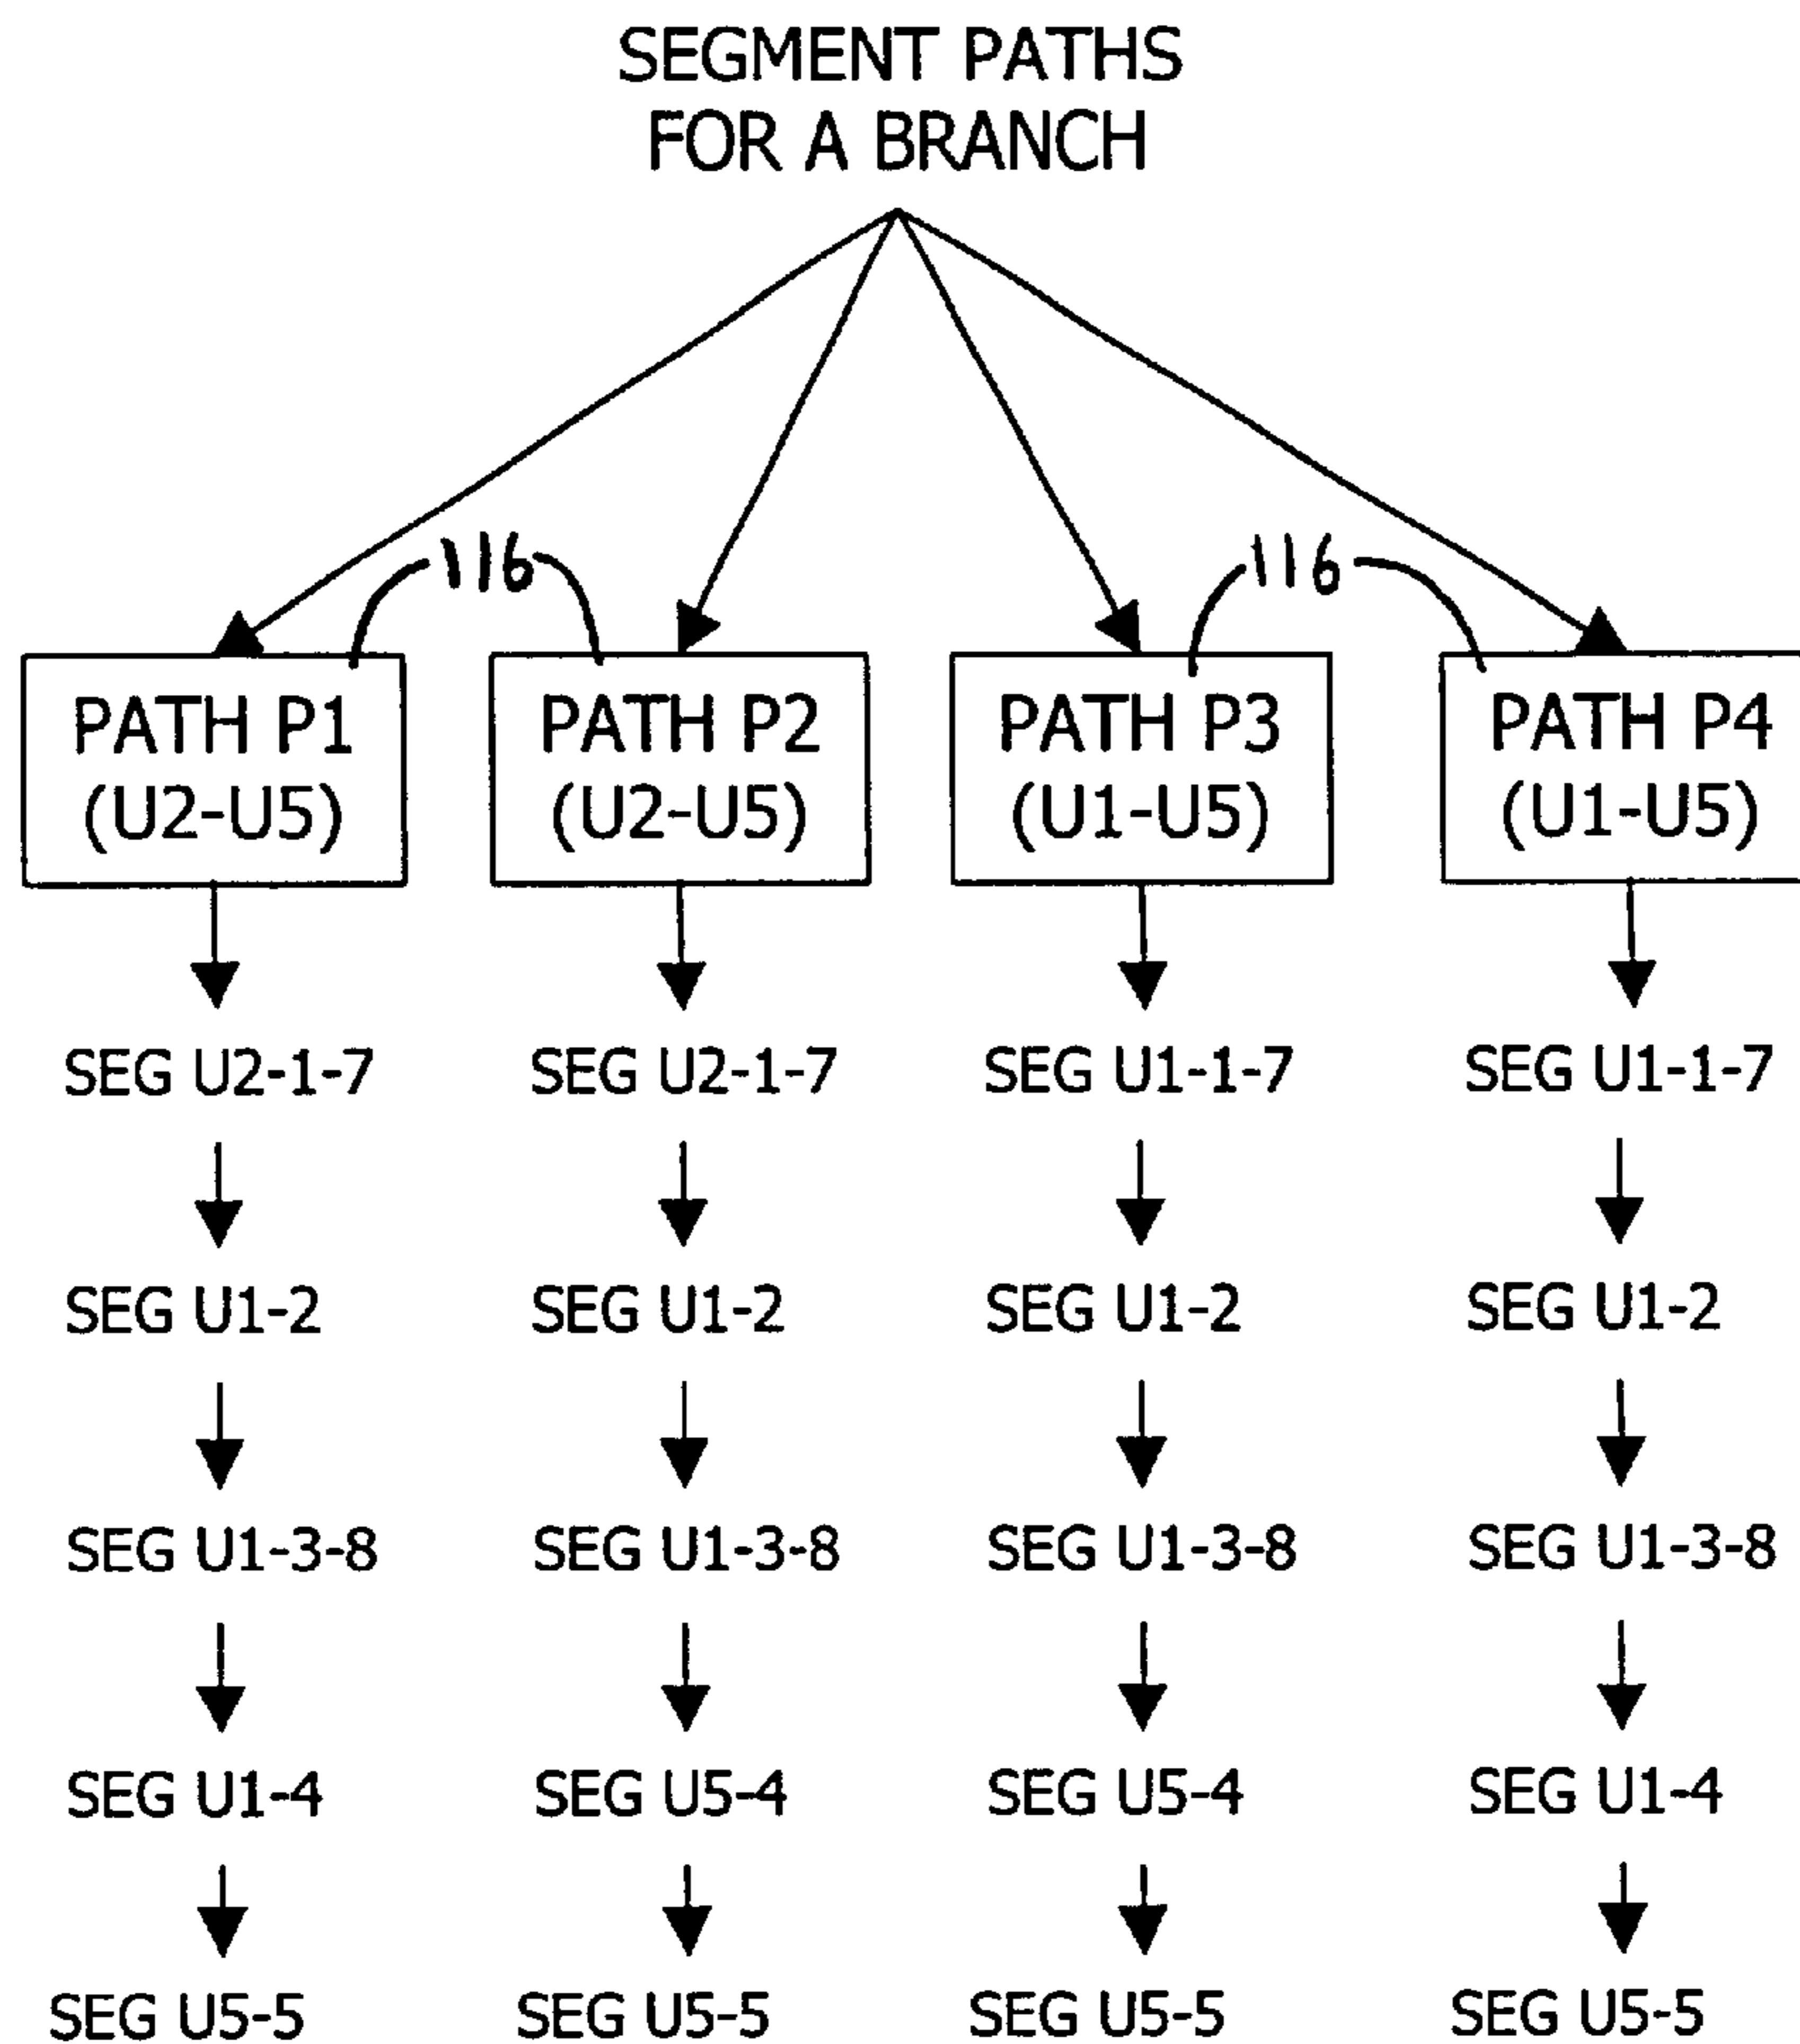 SEGMENT PATHS
FOR A BRANCH
116 116
PATH P1 PATH P2 PATH P3 PATH P4
(U2-U5) (U2-U5) (U1-U5) (U1-U5)
SEG U2-1-7 SEG U2-1-7 SEG U1-1-7 SEG U1-1-7
SEG U1-2 SEG U1-2 SEG U1-2 SEG U1-2
SEG U1-3-8 SEG U1-3-8 SEG U1-3-8 SEG U1-3-8
SEG U1-4 SEG U5-4 SEG U5-4 SEG U1-4
SEG U5-5 SEG U5-5 SEG U5-5 SEG U5-5